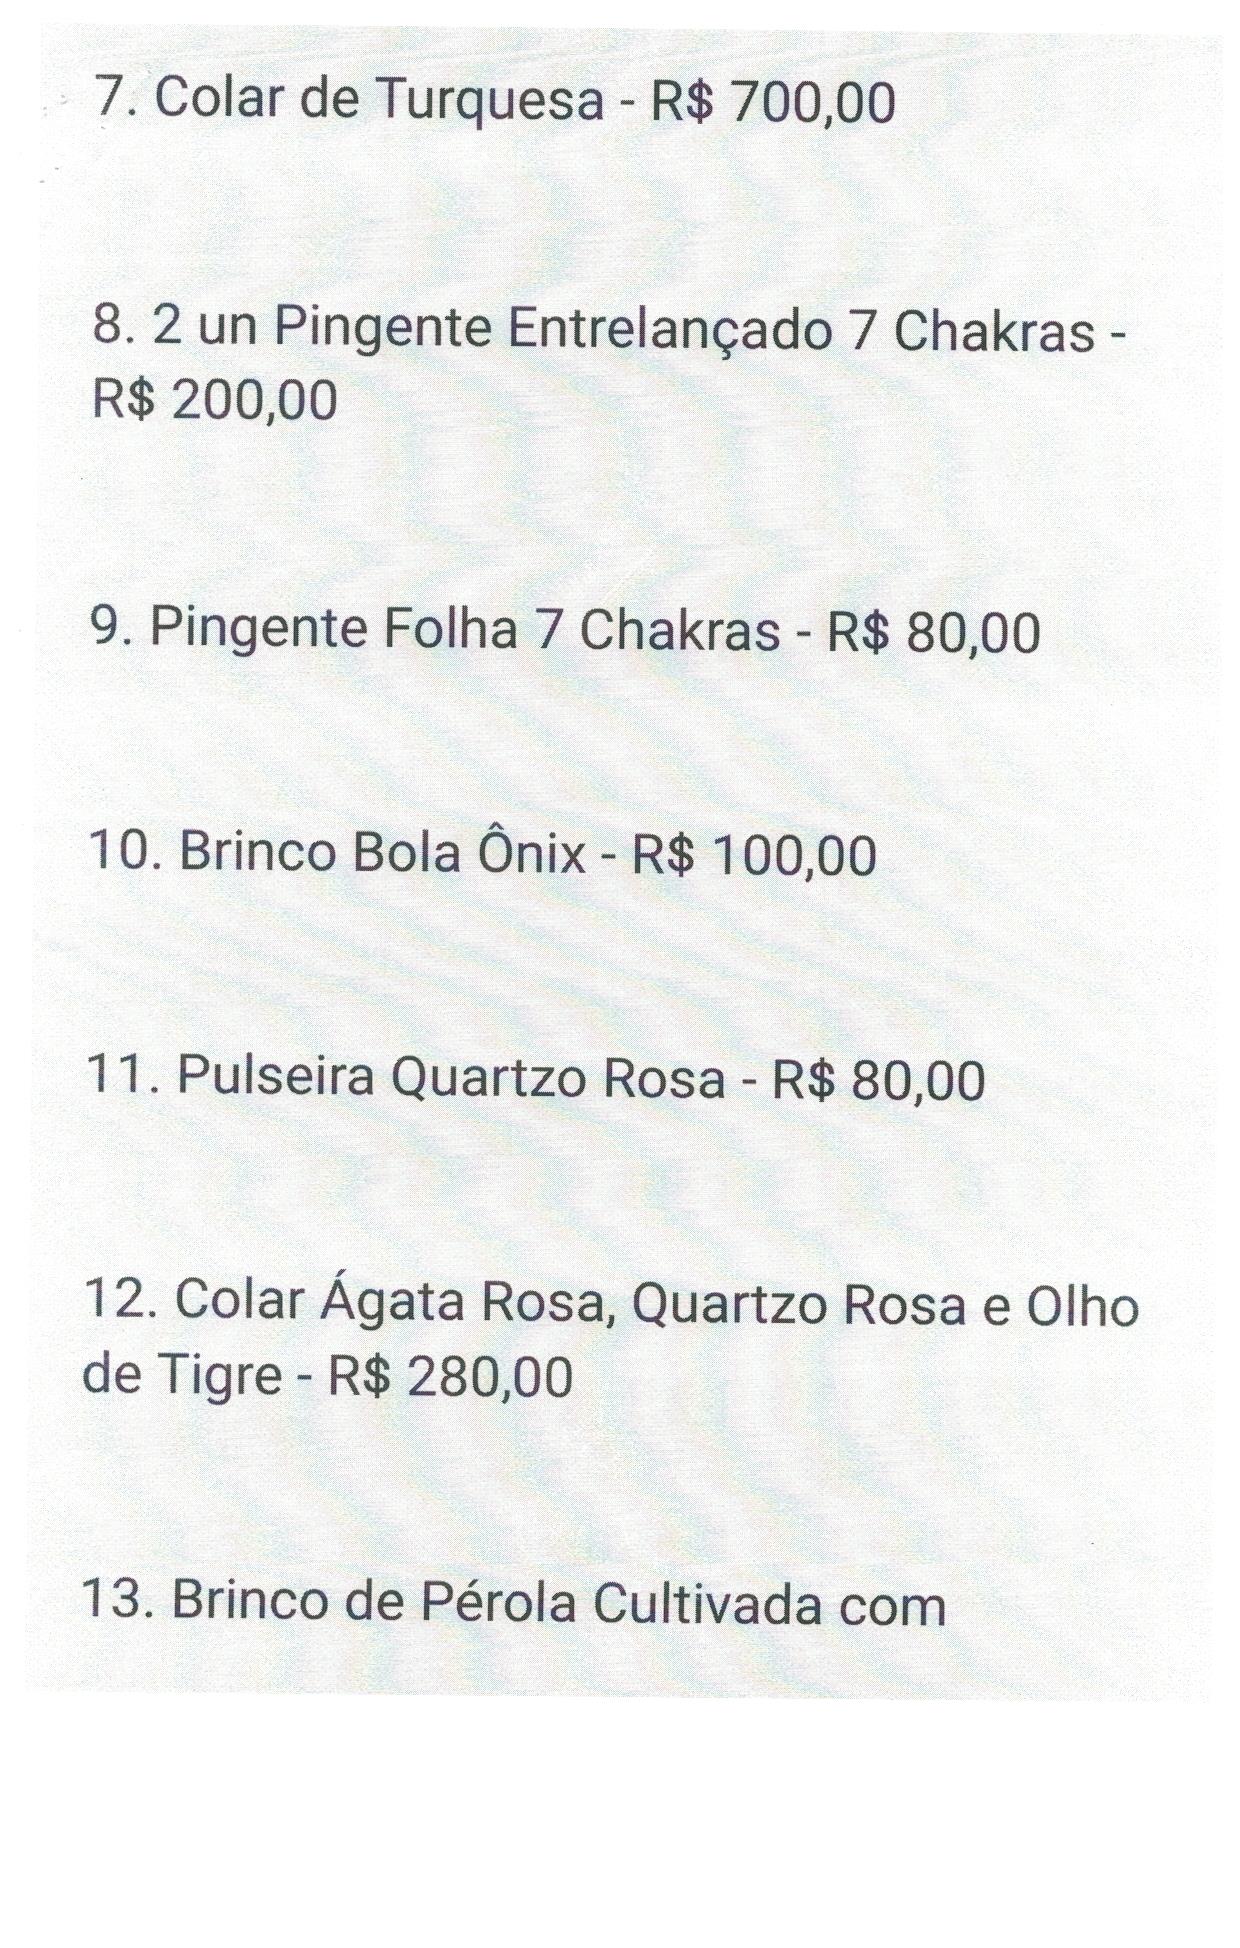 7. Colar de Turquesa - R$ 700,00
8. 2 un Pingente Entrelançado 7 Chakras -
R$ 200,00
9. Pingente Folha 7 Chakras - R$ 80,00
10. Brinco Bola Ônix - R$ 100,00
11. Pulseira Quartzo Rosa - R$ 80,00
12. Colar Ágata Rosa, Quartzo Rosa e Olho
de Tigre - R$ 280,00
13. Brinco de Pérola Cultivada com